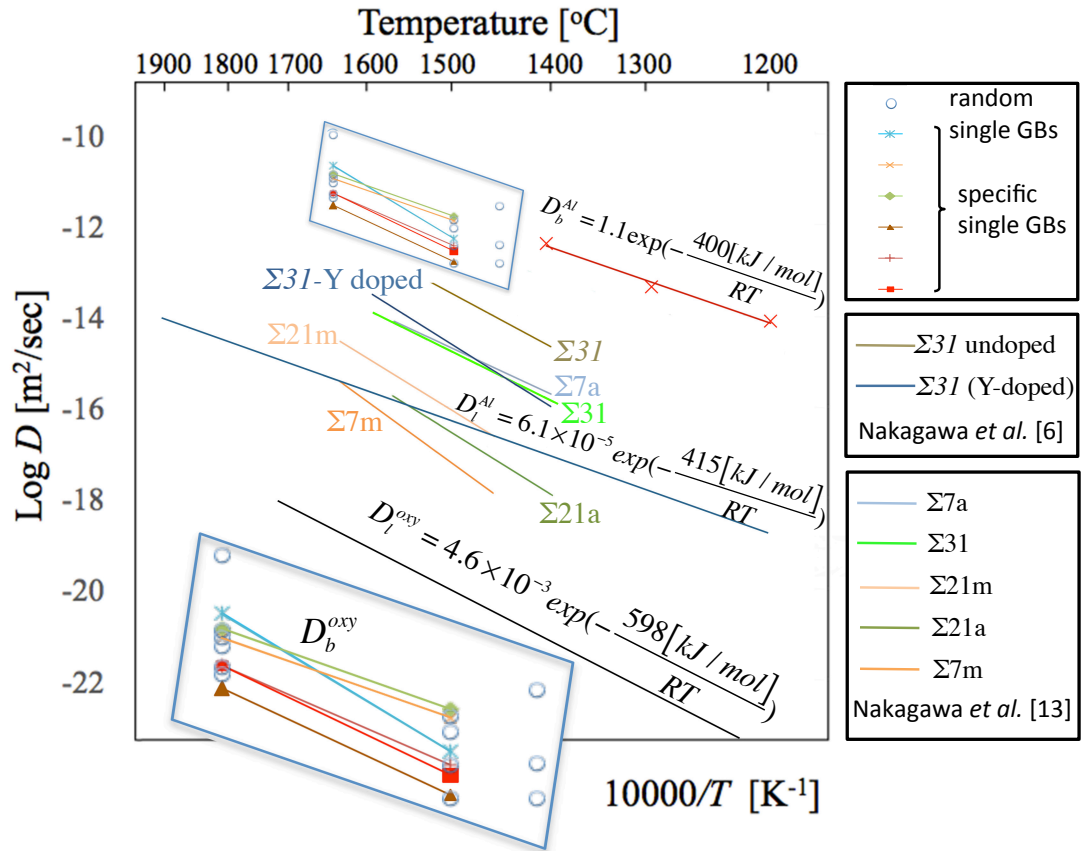 Temperature [°C]
1900 1800 1700 1600 1500 1400 1300 1200
Log D [m²/sec]
-10
-12
-14
-16
-18
-20
-22
D_b^{Al} = 1.1exp(-400[kJ/mol]/RT)
Σ31-Y doped
Σ31
Σ21m
Σ7a
Σ31
Σ7m
D_l^{Al} = 6.1×10^{-5} exp(-415[kJ/mol]/RT)
Σ21a
D_l^{oxy} = 4.6×10^{-3} exp(-598[kJ/mol]/RT)
D_b^{oxy}
10000/T [K⁻¹]
random
single GBs
specific
single GBs
Σ31 undoped
Σ31 (Y-doped)
Nakagawa et al. [6]
Σ7a
Σ31
Σ21m
Σ21a
Σ7m
Nakagawa et al. [13]